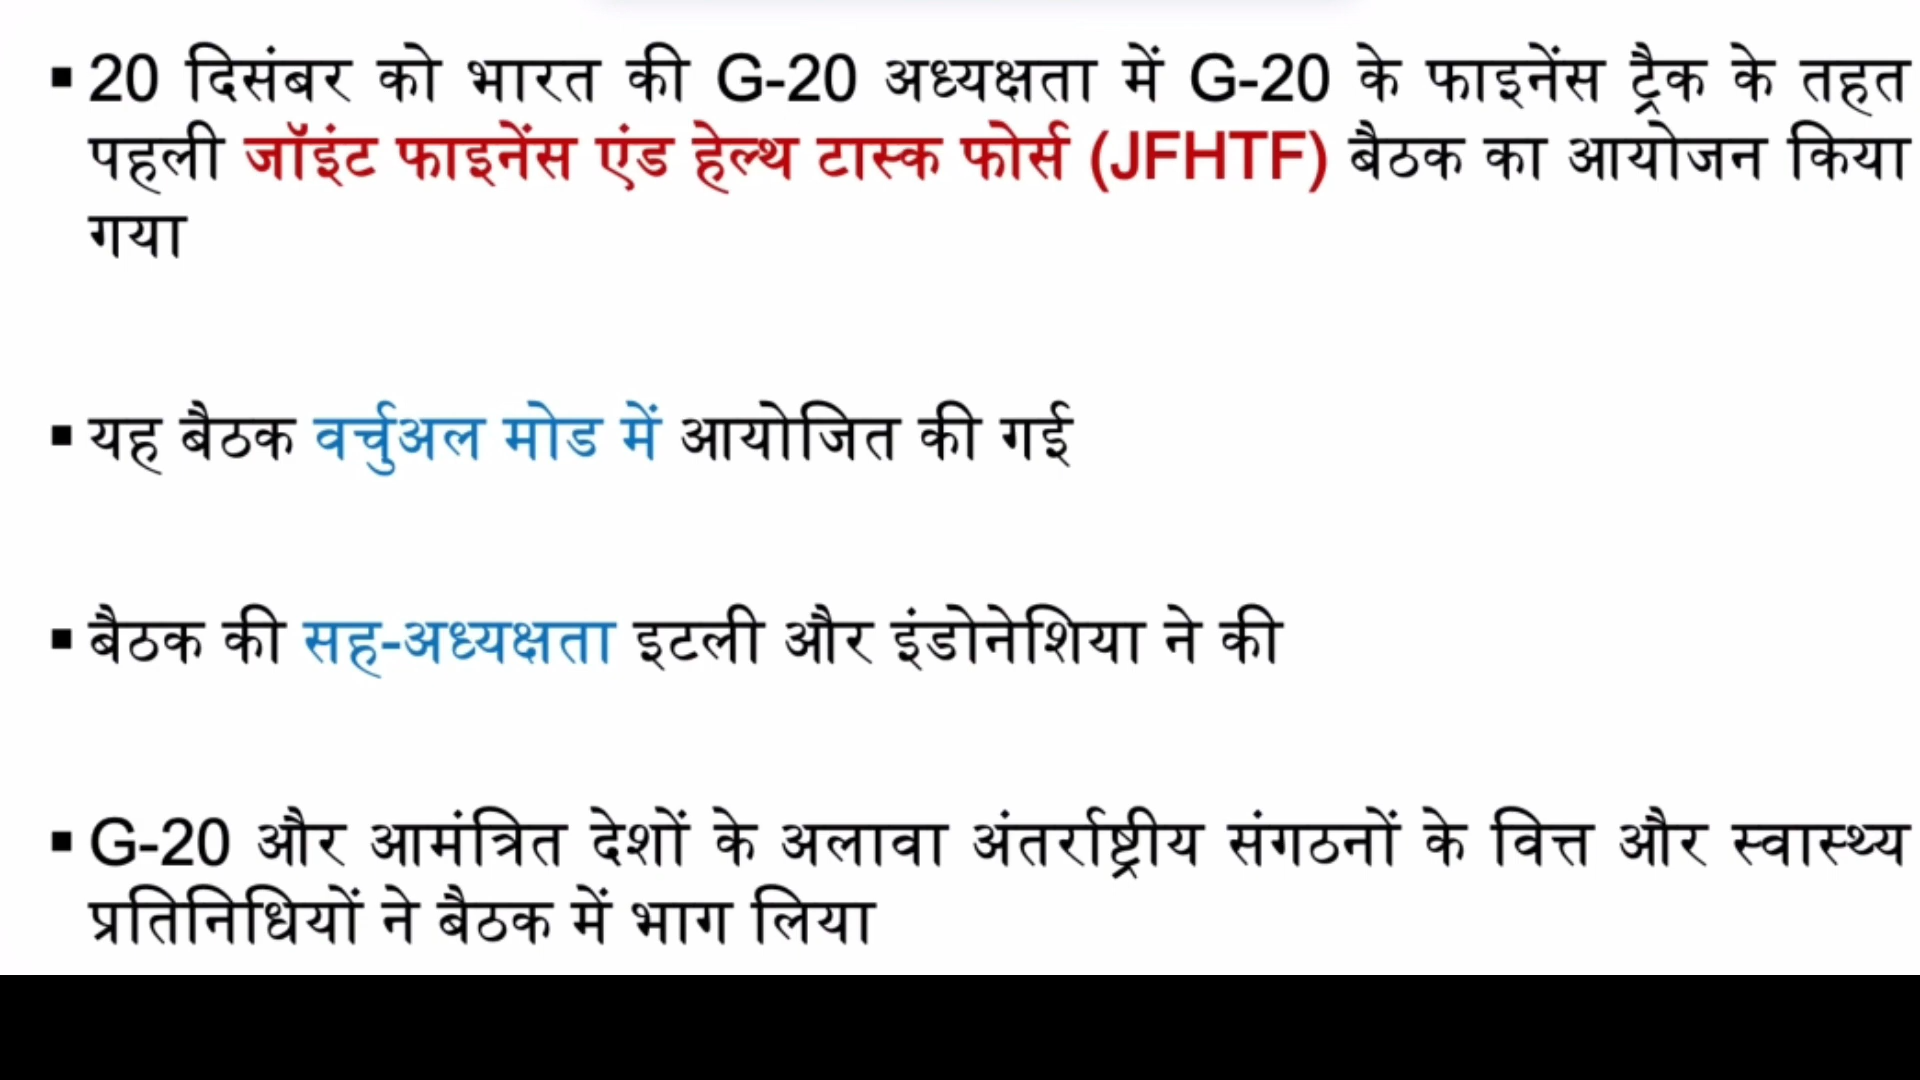 ▪ 20 दिसंबर को भारत की G-20 अध्यक्षता में G-20 के फाइनेंस ट्रैक के तहत
पहली जॉइंट फाइनेंस एंड हेल्थ टास्क फोर्स (JFHTF) बैठक का आयोजन किया
गया
▪ यह बैठक वर्चुअल मोड में आयोजित की गई
▪ बैठक की सह-अध्यक्षता इटली और इंडोनेशिया ने की
▪ G-20 और आमंत्रित देशों के अलावा अंतर्राष्ट्रीय संगठनों के वित्त और स्वास्थ्य
प्रतिनिधियों ने बैठक में भाग लिया